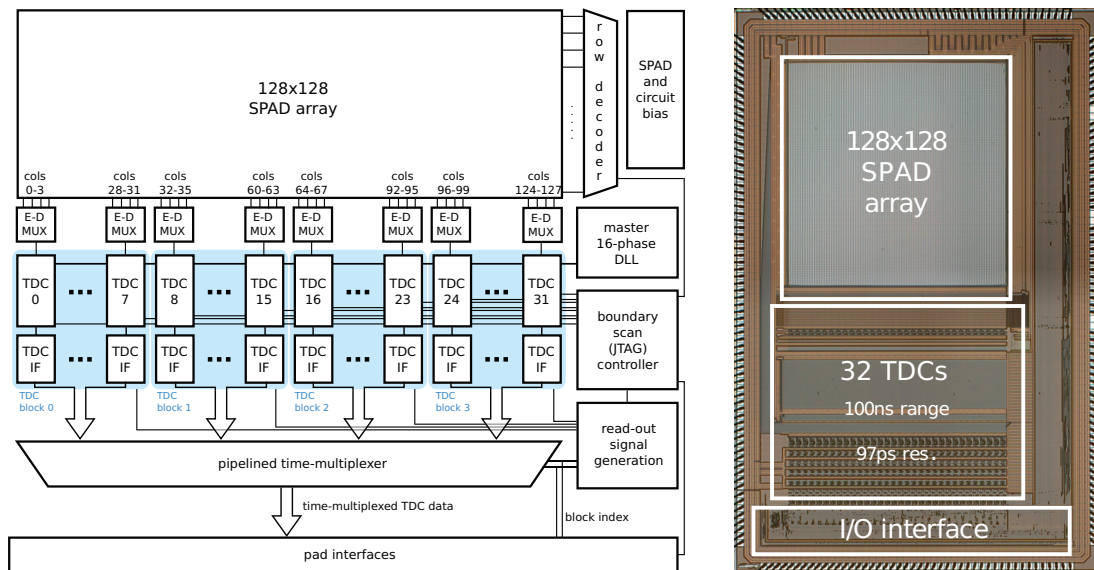 128x128
SPAD array
row decoder
SPAD
and
circuit
bias
cols
0-3
cols
28-31
cols
32-35
cols
60-63
cols
64-67
cols
92-95
cols
96-99
cols
124-127
E-D
MUX
E-D
MUX
E-D
MUX
E-D
MUX
E-D
MUX
E-D
MUX
E-D
MUX
E-D
MUX
master
16-phase
DLL
TDC
0
TDC
7
TDC
8
TDC
15
TDC
16
TDC
23
TDC
24
TDC
31
boundary
scan
(JTAG)
controller
TDC
IF
TDC
IF
TDC
IF
TDC
IF
TDC
IF
TDC
IF
TDC
IF
TDC
IF
TDC
block 0
TDC
block 1
TDC
block 2
TDC
block 3
read-out
signal
generation
pipelined time-multiplexer
time-multiplexed TDC data
block index
pad interfaces
128x128
SPAD
array
32 TDCs
100ns range
97ps res.
I/O interface